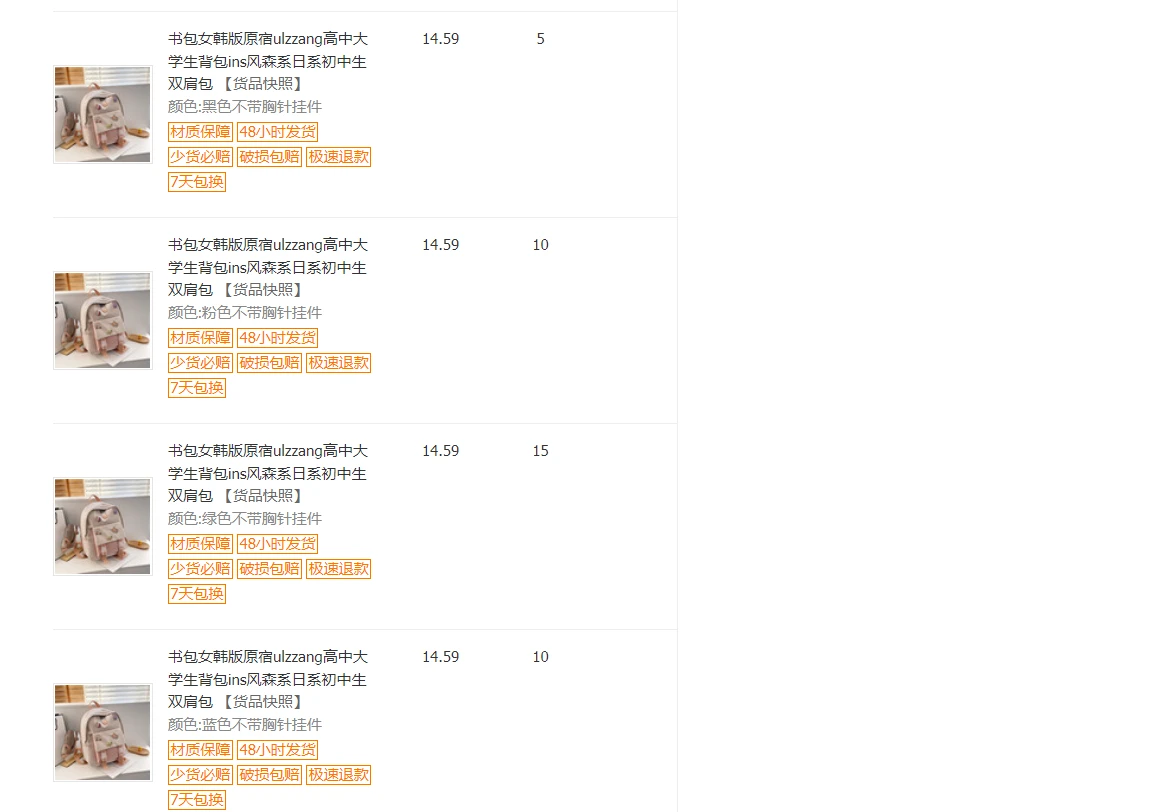 书包女韩版原宿ulzzang高中大 14.59 5
学生背包ins风森系日系初中生
双肩包 【货品快照】
颜色:黑色不带胸针挂件
材质保障 48小时发货
少货必赔 破损包赔 极速退款
7天包换
书包女韩版原宿ulzzang高中大 14.59 10
学生背包ins风森系日系初中生
双肩包 【货品快照】
颜色:粉色不带胸针挂件
材质保障 48小时发货
少货必赔 破损包赔 极速退款
7天包换
书包女韩版原宿ulzzang高中大 14.59 15
学生背包ins风森系日系初中生
双肩包 【货品快照】
颜色:绿色不带胸针挂件
材质保障 48小时发货
少货必赔 破损包赔 极速退款
7天包换
书包女韩版原宿ulzzang高中大 14.59 10
学生背包ins风森系日系初中生
双肩包 【货品快照】
颜色:蓝色不带胸针挂件
材质保障 48小时发货
少货必赔 破损包赔 极速退款
7天包换